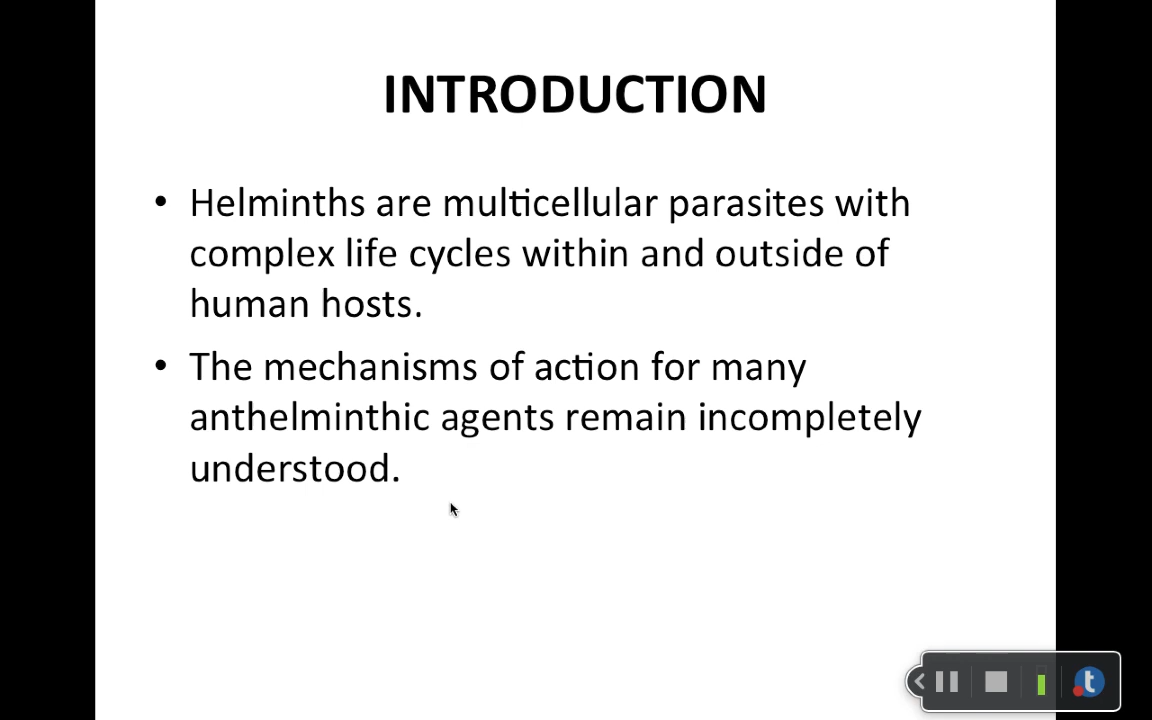 INTRODUCTION
• Helminths are multicellular parasites with
complex life cycles within and outside of
human hosts.
• The mechanisms of action for many
anthelminthic agents remain incompletely
understood.
t